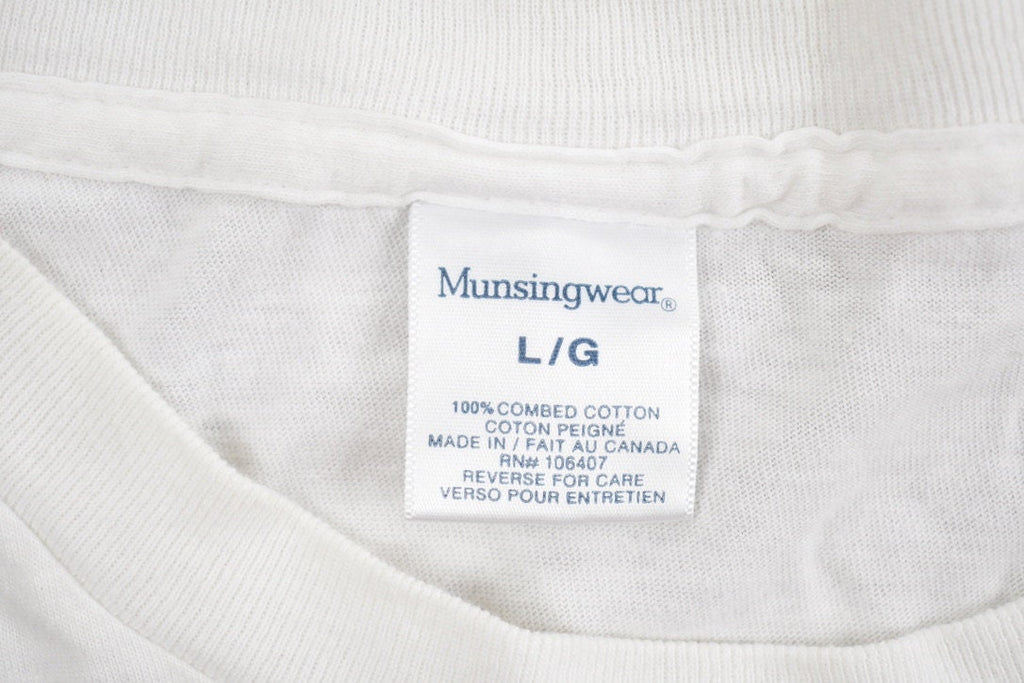 Munsingwear®
L/G
100% COMBED COTTON
COTON PEIGNÉ
MADE IN / FAIT AU CANADA
RN# 106407
REVERSE FOR CARE
VERSO POUR ENTRETIEN